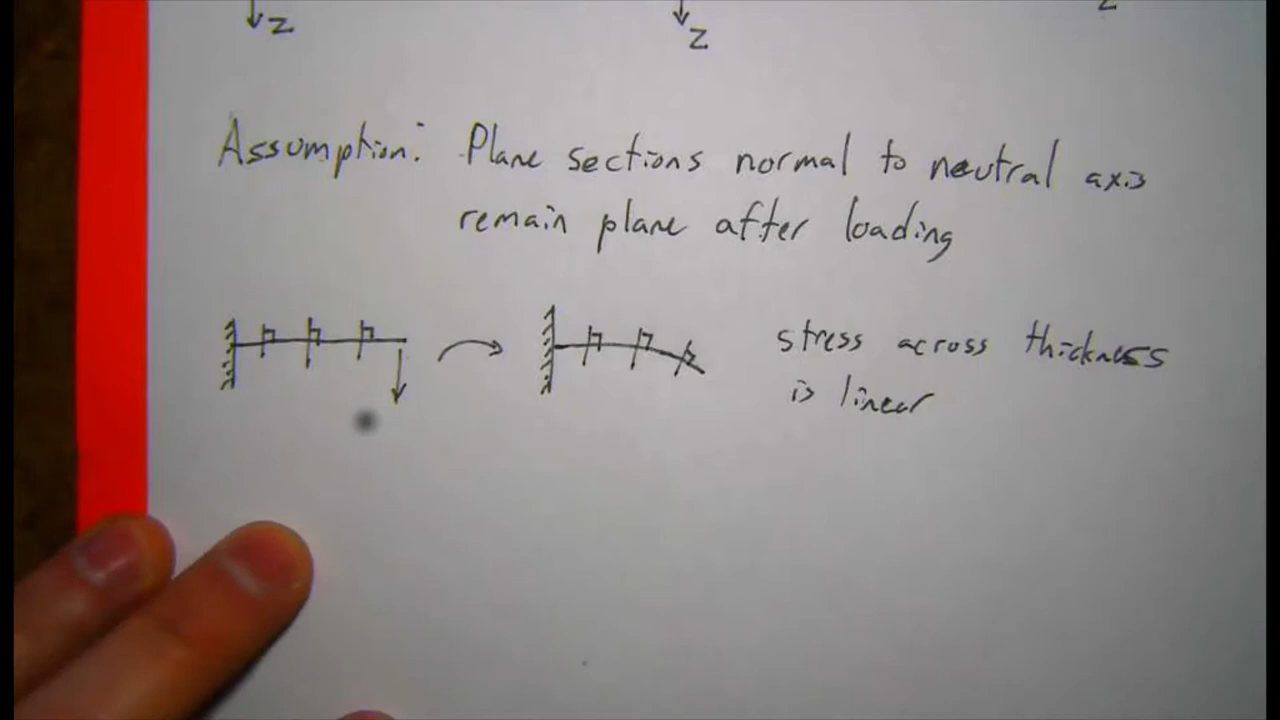 z
z
z
Assumption: Plane sections normal to neutral axis
remain plane after loading
stress across thickness
is linear